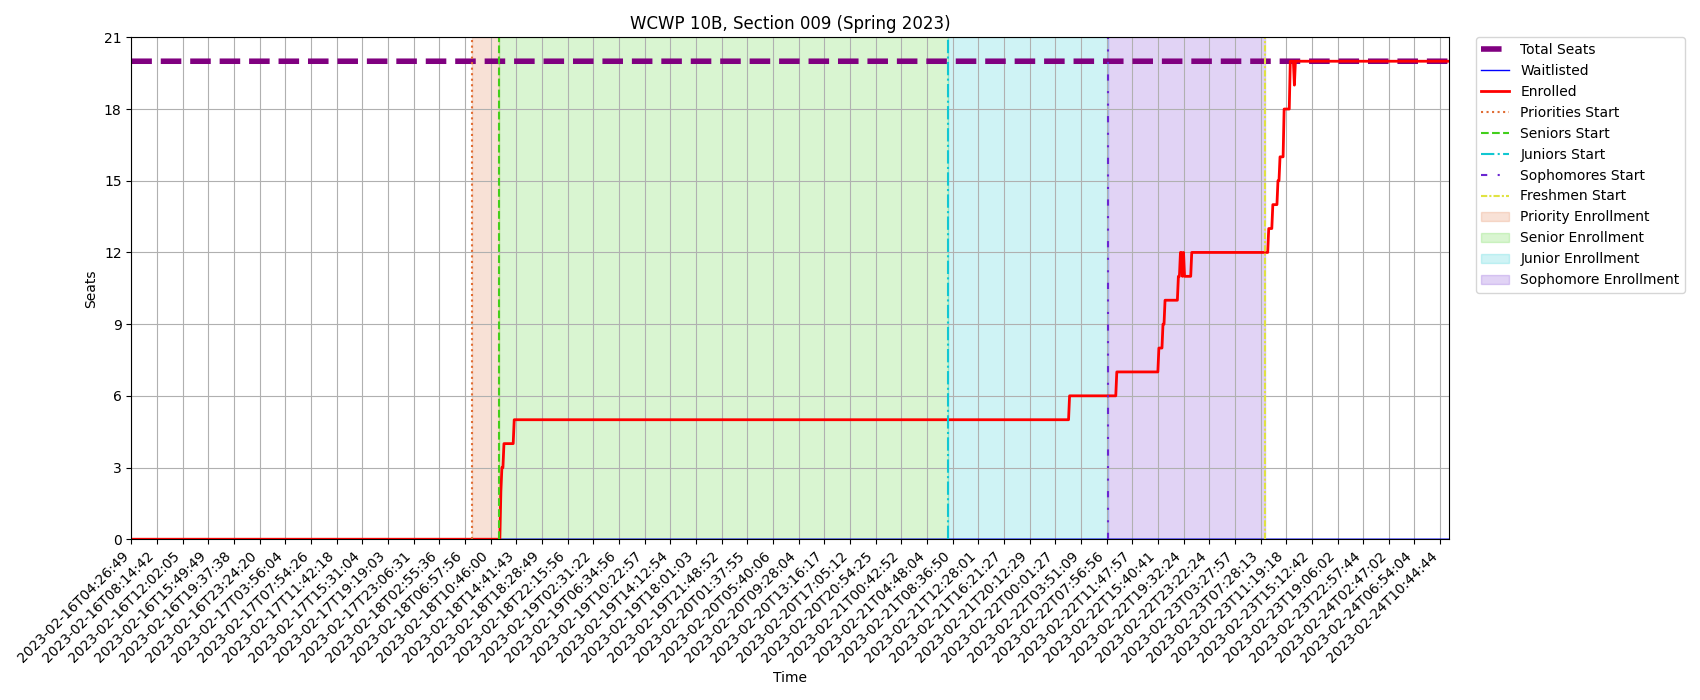 WCWP 10B, Section 009 (Spring 2023)
Seats
21
18
15
12
9
6
3
0
2023-02-16T04:26:49
2023-02-16T08:14:42
2023-02-16T12:02:05
2023-02-16T15:49:49
2023-02-16T19:37:38
2023-02-16T23:24:20
2023-02-17T03:56:04
2023-02-17T07:54:26
2023-02-17T11:42:18
2023-02-17T15:31:04
2023-02-17T19:19:03
2023-02-17T23:06:31
2023-02-18T02:55:36
2023-02-18T06:57:56
2023-02-18T10:46:00
2023-02-18T14:41:43
2023-02-18T18:28:49
2023-02-18T22:15:56
2023-02-19T02:31:22
2023-02-19T06:34:56
2023-02-19T10:22:57
2023-02-19T14:12:54
2023-02-19T18:01:03
2023-02-19T21:48:52
2023-02-20T01:37:55
2023-02-20T05:40:06
2023-02-20T09:28:04
2023-02-20T13:16:17
2023-02-20T17:05:12
2023-02-20T20:54:25
2023-02-21T00:42:52
2023-02-21T04:48:04
2023-02-21T08:36:50
2023-02-21T12:28:01
2023-02-21T16:21:27
2023-02-21T20:12:29
2023-02-22T00:01:27
2023-02-22T03:51:09
2023-02-22T07:56:56
2023-02-22T11:47:57
2023-02-22T15:40:41
2023-02-22T19:32:24
2023-02-22T23:22:24
2023-02-23T03:27:57
2023-02-23T07:28:13
2023-02-23T11:19:18
2023-02-23T15:12:42
2023-02-23T19:06:02
2023-02-23T22:57:44
2023-02-24T02:47:02
2023-02-24T06:54:04
2023-02-24T10:44:44
Time
Total Seats
Waitlisted
Enrolled
Priorities Start
Seniors Start
Juniors Start
Sophomores Start
Freshmen Start
Priority Enrollment
Senior Enrollment
Junior Enrollment
Sophomore Enrollment